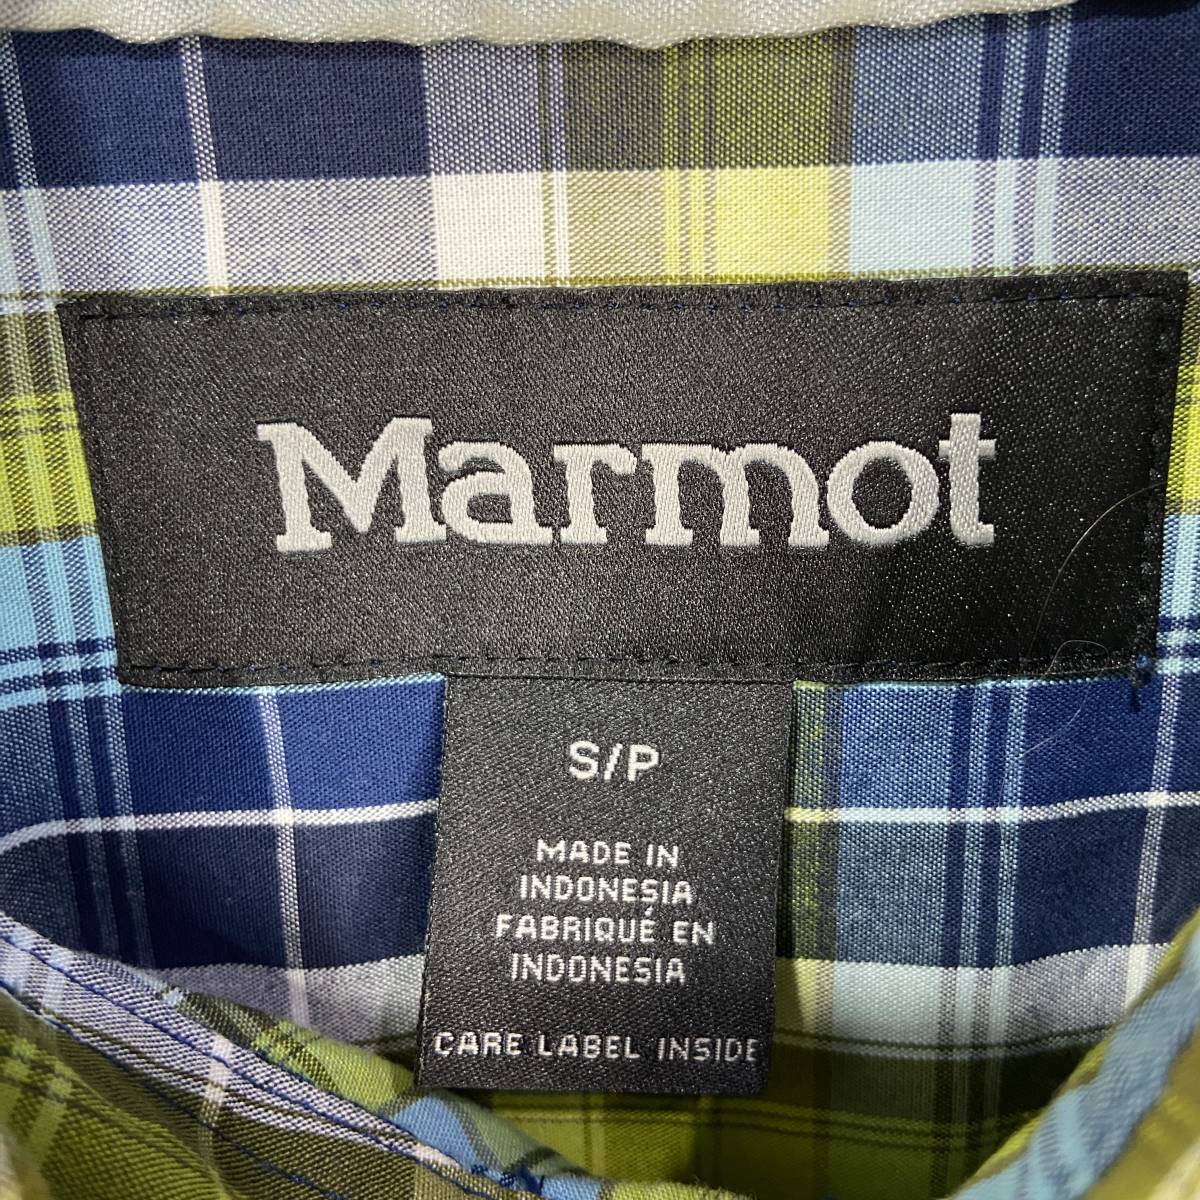 Marmot
S/P
MADE IN
INDONESIA
FABRIQUÉ EN
INDONESIA
CARE LABEL INSIDE